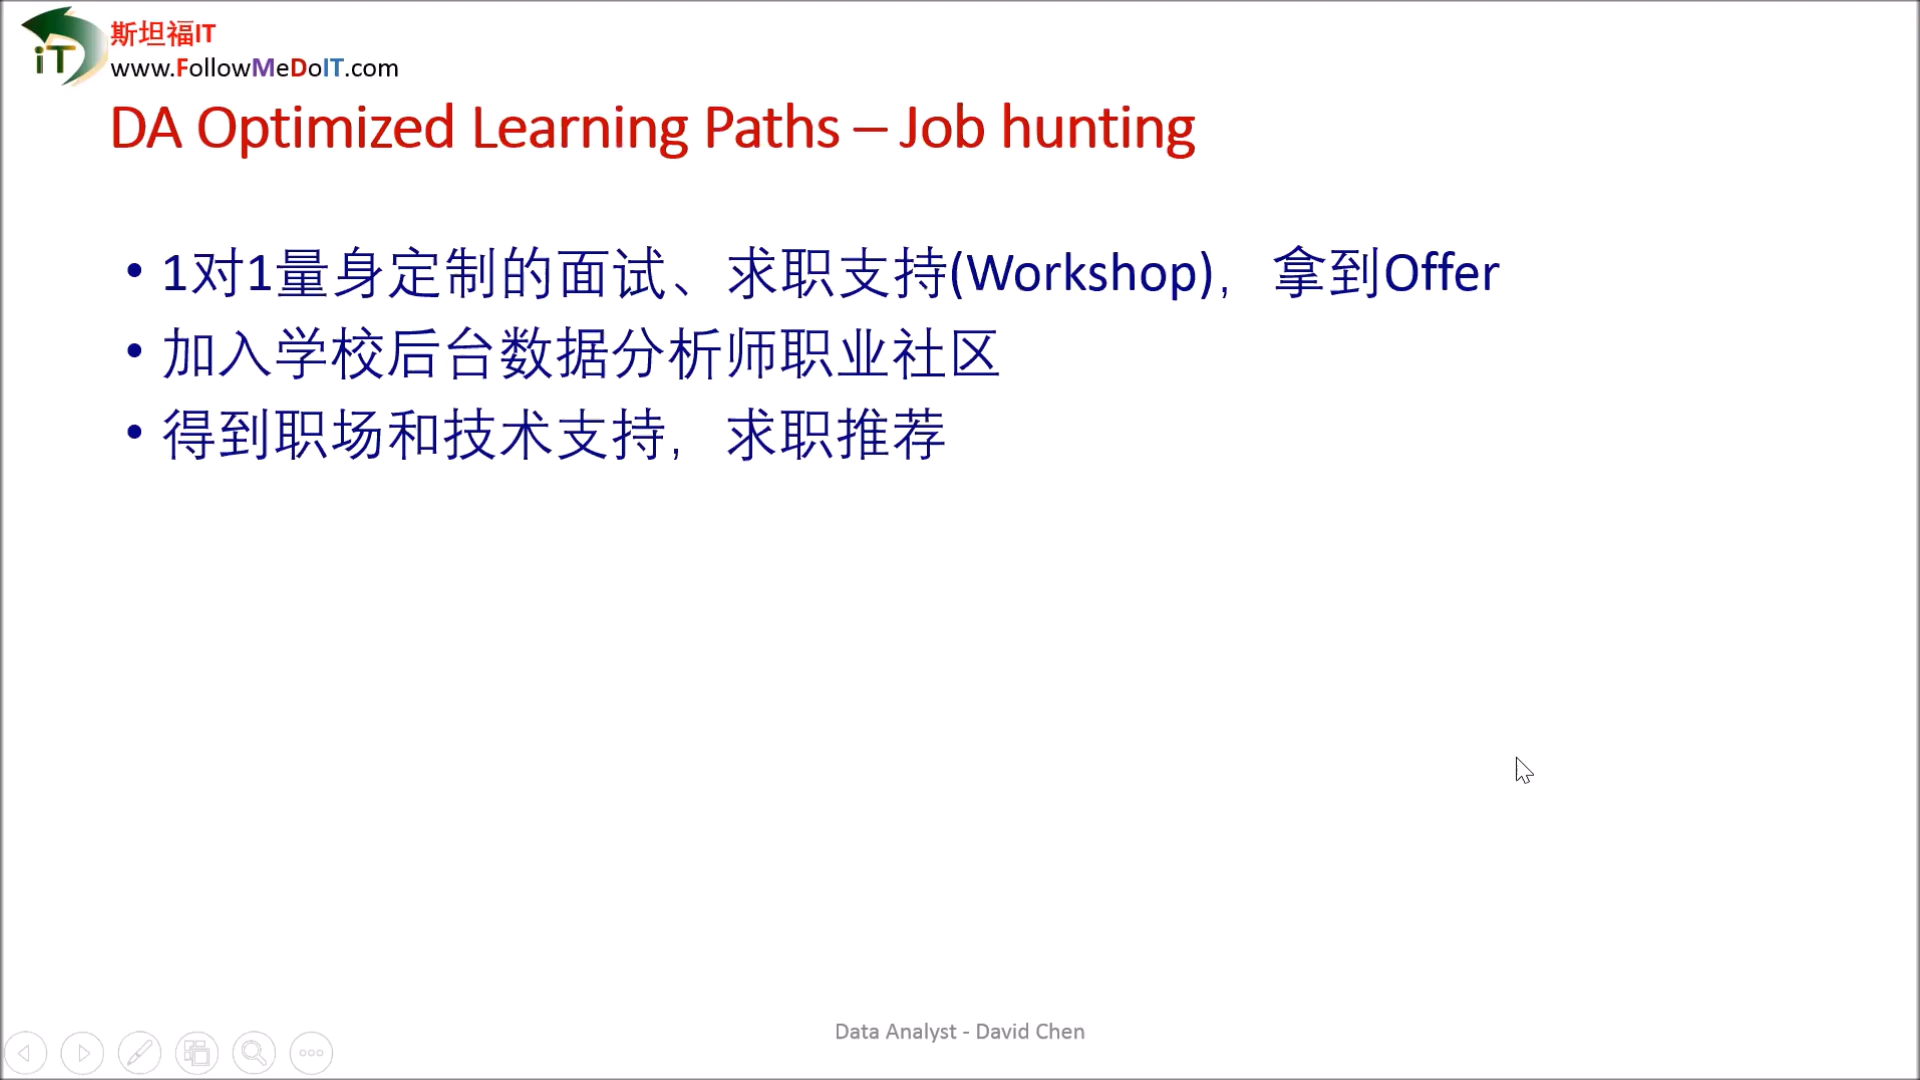 斯坦福IT
www.FollowMeDoIT.com
DA Optimized Learning Paths – Job hunting
• 1对1量身定制的面试、求职支持(Workshop)，拿到Offer
• 加入学校后台数据分析师职业社区
• 得到职场和技术支持，求职推荐
Data Analyst - David Chen